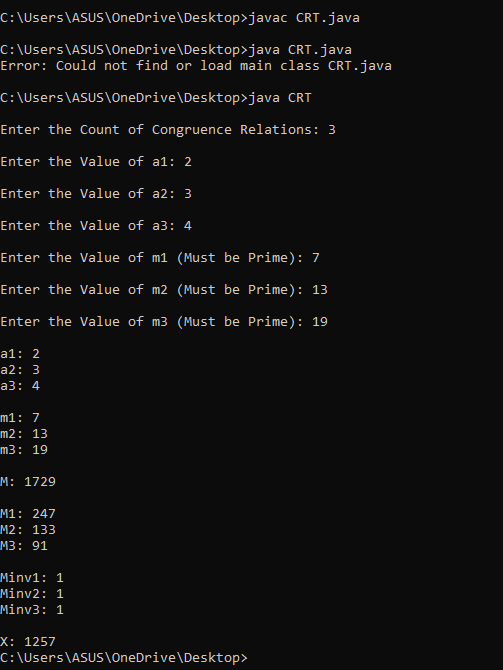 C:\Users\ASUS\OneDrive\Desktop>javac CRT.java
C:\Users\ASUS\OneDrive\Desktop>java CRT.java
Error: Could not find or load main class CRT.java
C:\Users\ASUS\OneDrive\Desktop>java CRT
Enter the Count of Congruence Relations: 3
Enter the Value of a1: 2
Enter the Value of a2: 3
Enter the Value of a3: 4
Enter the Value of m1 (Must be Prime): 7
Enter the Value of m2 (Must be Prime): 13
Enter the Value of m3 (Must be Prime): 19
a1: 2
a2: 3
a3: 4
m1: 7
m2: 13
m3: 19
M: 1729
M1: 247
M2: 133
M3: 91
Minv1: 1
Minv2: 1
Minv3: 1
X: 1257
C:\Users\ASUS\OneDrive\Desktop>